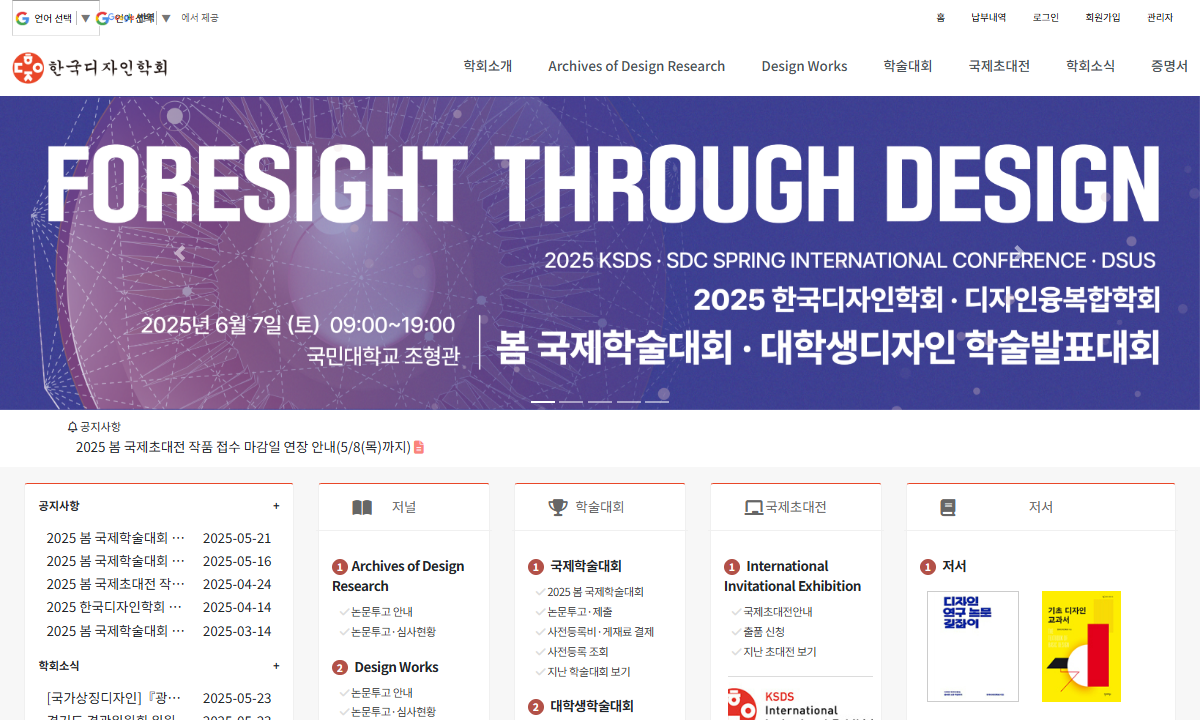 언어 선택 ▼ 언어 선택 ▼ 에서 제공
홈 납부내역 로그인 회원가입 관리자
한국디자인학회
학회소개 Archives of Design Research Design Works 학술대회 국제초대전 학회소식 증명서
FORESIGHT THROUGH DESIGN
2025 KSDS · SDC SPRING INTERNATIONAL CONFERENCE · DSUS
2025 한국디자인학회 · 디자인융복합학회
2025년 6월 7일 (토) 09:00~19:00
국민대학교 조형관
봄 국제학술대회 · 대학생디자인 학술발표대회
공지사항
2025 봄 국제초대전 작품 접수 마감일 연장 안내(5/8(목)까지)
공지사항 +
2025 봄 국제학술대회 ··· 2025-05-21
2025 봄 국제학술대회 ··· 2025-05-16
2025 봄 국제초대전 작··· 2025-04-24
2025 한국디자인학회 ··· 2025-04-14
2025 봄 국제학술대회 ··· 2025-03-14
학회소식 +
[국가상징디자인]『광··· 2025-05-23
저널
1 Archives of Design
Research
논문투고 안내
논문투고·심사현황
2 Design Works
논문투고 안내
논문투고·심사현황
학술대회
1 국제학술대회
2025 봄 국제학술대회
논문투고·제출
사전등록비·게재료 결제
사전등록 조회
지난 학술대회 보기
2 대학생학술대회
국제초대전
1 International
Invitational Exhibition
국제초대전안내
출품 신청
지난 초대전 보기
KSDS
International
저서
1 저서
디자인
연구 논문
길잡이
기초 디자인
교과서